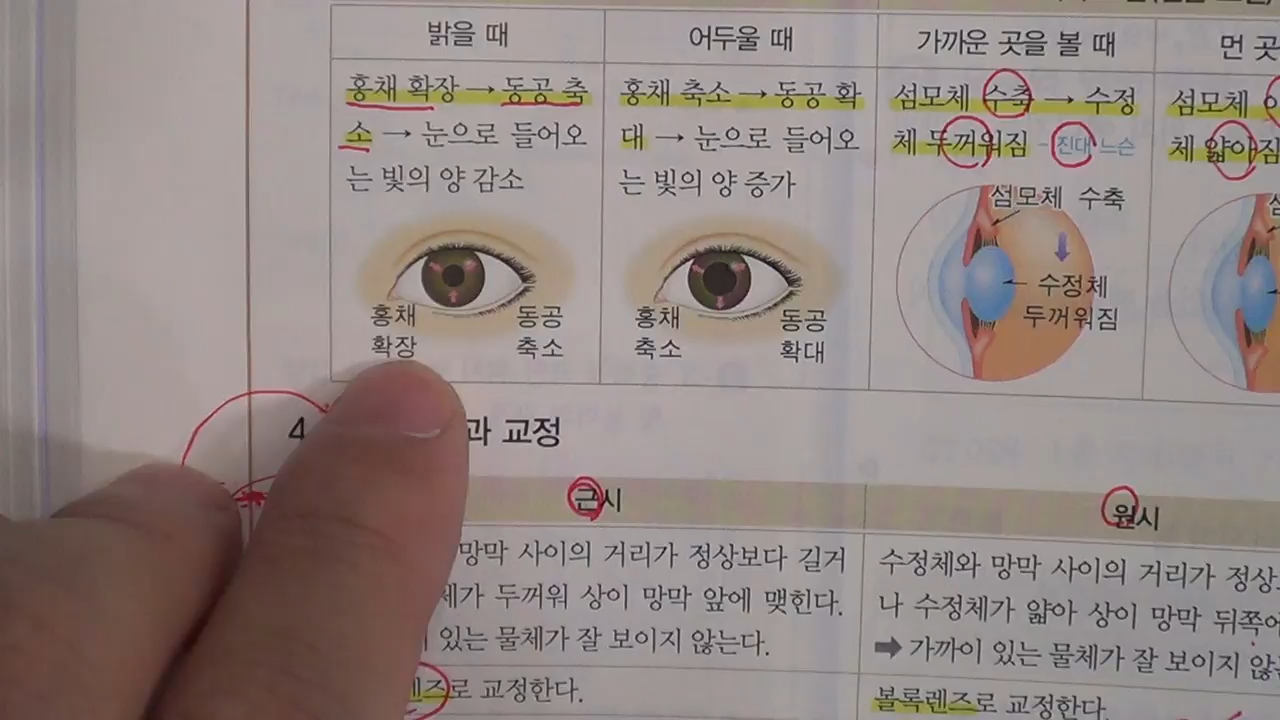 밝을 때
어두울 때
가까운 곳을 볼 때
먼 곳
홍채 확장 → 동공 축
소 → 눈으로 들어오
는 빛의 양 감소
홍채 축소 → 동공 확
대 → 눈으로 들어오
는 빛의 양 증가
섬모체 수축 → 수정
체 두꺼워짐 - 진대 느슨
섬모체
체 얇아짐
홍채
확장
동공
축소
홍채
축소
동공
확대
섬모체 수축
수정체
두꺼워짐
4
과 교정
근시
원시
망막 사이의 거리가 정상보다 길거
체가 두꺼워 상이 망막 앞에 맺힌다.
있는 물체가 잘 보이지 않는다.
렌즈로 교정한다.
수정체와 망막 사이의 거리가 정상
나 수정체가 얇아 상이 망막 뒤쪽에
➡ 가까이 있는 물체가 잘 보이지 않
볼록렌즈로 교정한다.